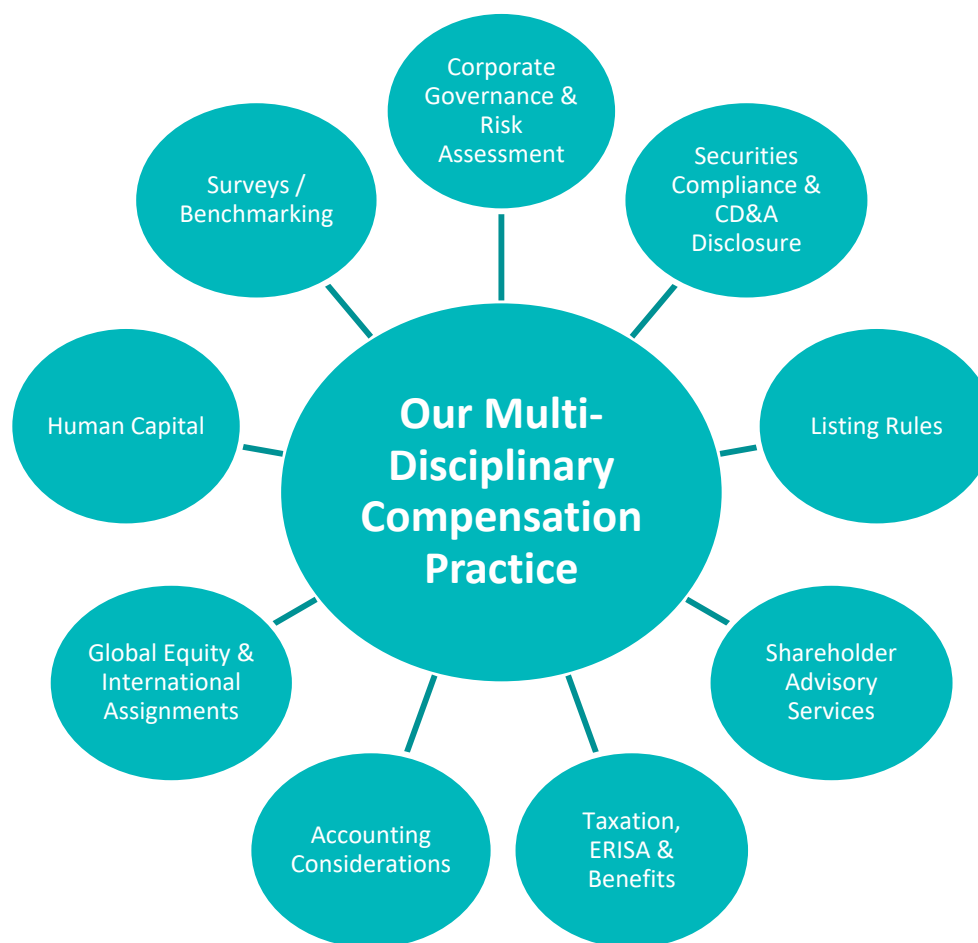 Corporate
Governance &
Risk
Assessment
Securities
Compliance &
CD&A
Disclosure
Listing Rules
Shareholder
Advisory
Services
Taxation,
ERISA &
Benefits
Accounting
Considerations
Global Equity &
International
Assignments
Human Capital
Surveys /
Benchmarking
Our Multi-
Disciplinary
Compensation
Practice